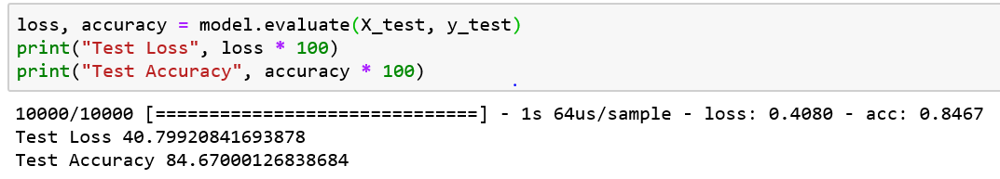 loss, accuracy = model.evaluate(X_test, y_test)
print("Test Loss", loss * 100)
print("Test Accuracy", accuracy * 100)
10000/10000 [==============================] - 1s 64us/sample - loss: 0.4080 - acc: 0.8467
Test Loss 40.79920841693878
Test Accuracy 84.67000126838684